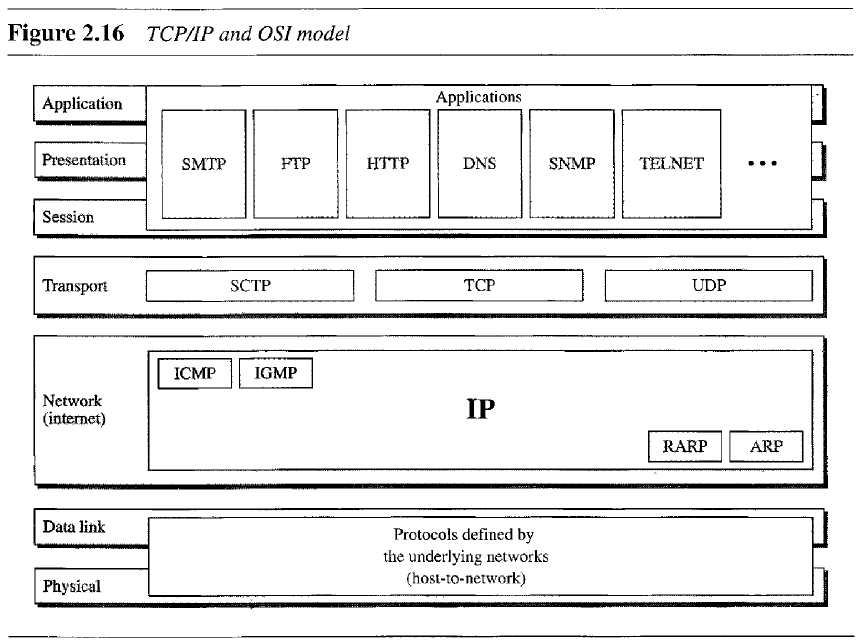 Figure 2.16 TCP/IP and OSI model
Application
Applications
Presentation
SMTP
FTP
HTTP
DNS
SNMP
TELNET
•••
Session
Transport
SCTP
TCP
UDP
ICMP
IGMP
Network
(internet)
IP
RARP
ARP
Data link
Protocols defined by
the underlying networks
(host-to-network)
Physical